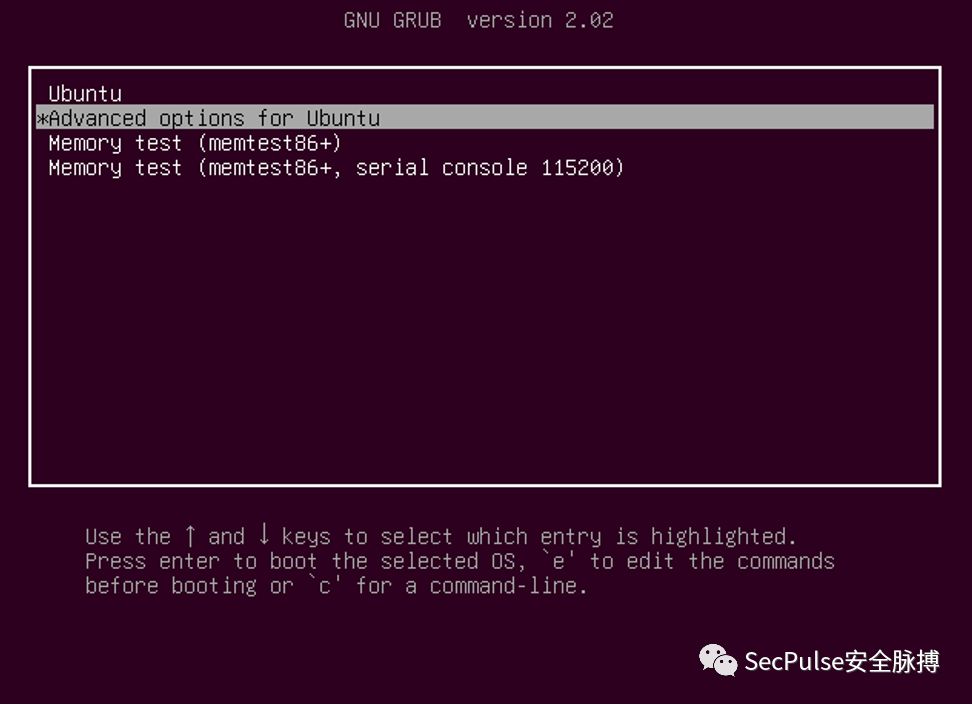 GNU GRUB  version 2.02
Ubuntu
*Advanced options for Ubuntu
Memory test (memtest86+)
Memory test (memtest86+, serial console 115200)
Use the ↑ and ↓ keys to select which entry is highlighted.
Press enter to boot the selected OS, `e' to edit the commands
before booting or `c' for a command-line.
SecPulse安全脉搏